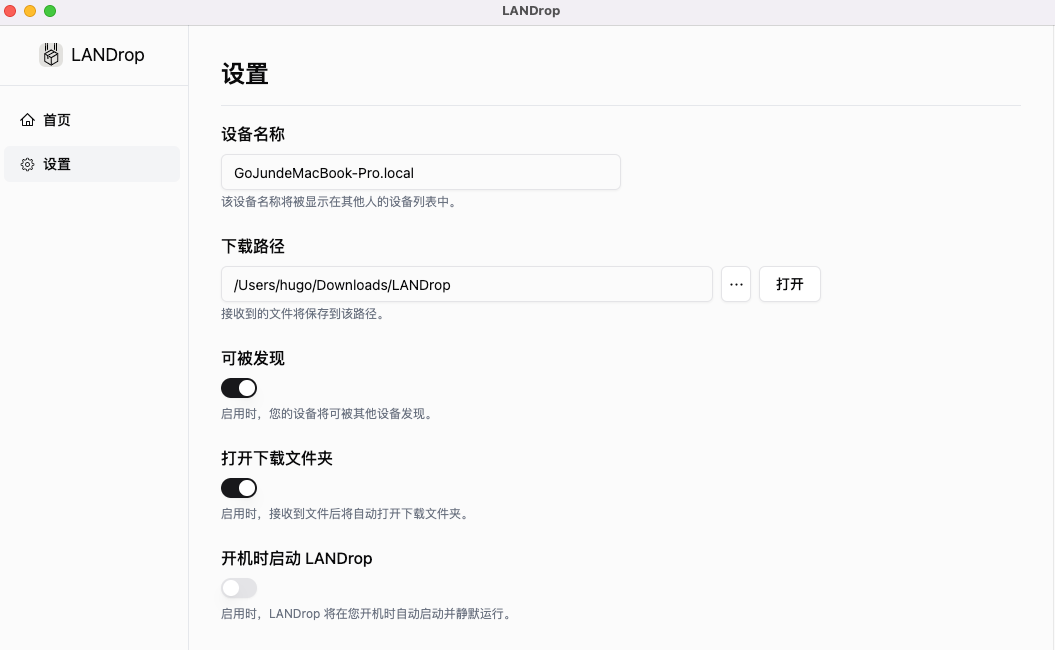 LANDrop
LANDrop
首页
设置
设置
设备名称
GoJundeMacBook-Pro.local
该设备名称将被显示在其他人的设备列表中。
下载路径
/Users/hugo/Downloads/LANDrop
···
打开
接收到的文件将保存到该路径。
可被发现
启用时，您的设备将可被其他设备发现。
打开下载文件夹
启用时，接收到文件后将自动打开下载文件夹。
开机时启动 LANDrop
启用时，LANDrop 将在您开机时自动启动并静默运行。